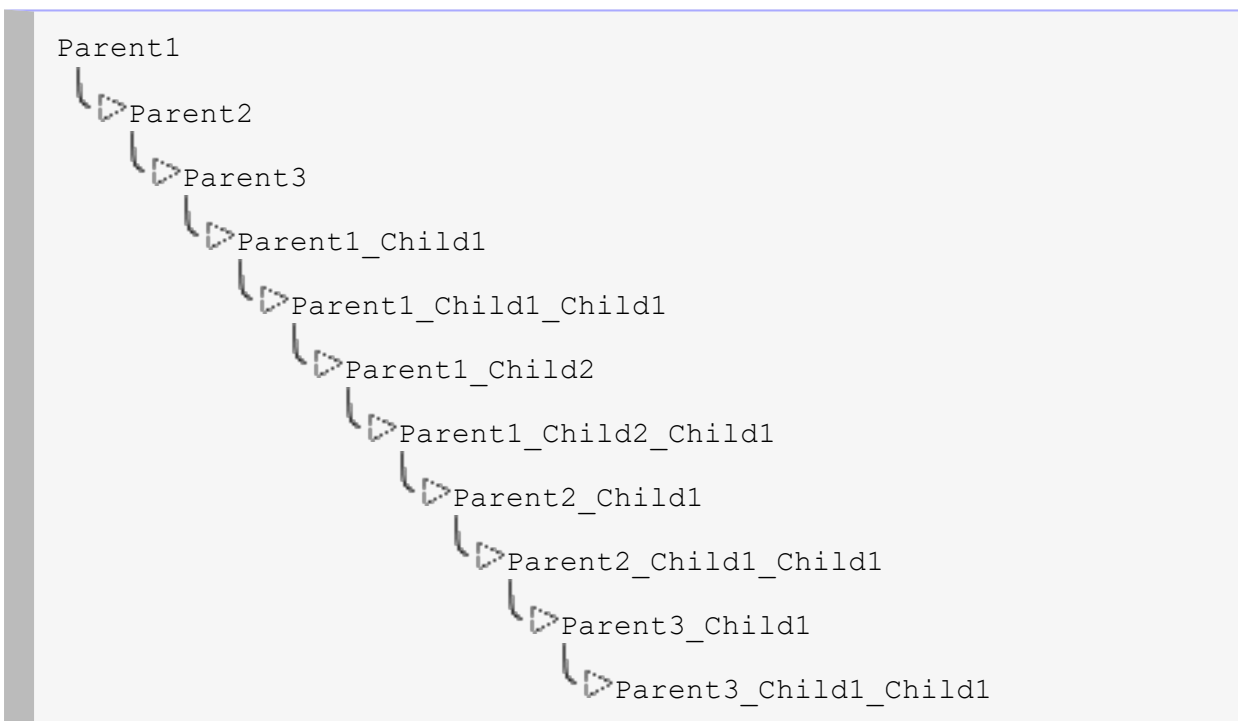 Parent1
Parent2
Parent3
Parent1_Child1
Parent1_Child1_Child1
Parent1_Child2
Parent1_Child2_Child1
Parent2_Child1
Parent2_Child1_Child1
Parent3_Child1
Parent3_Child1_Child1